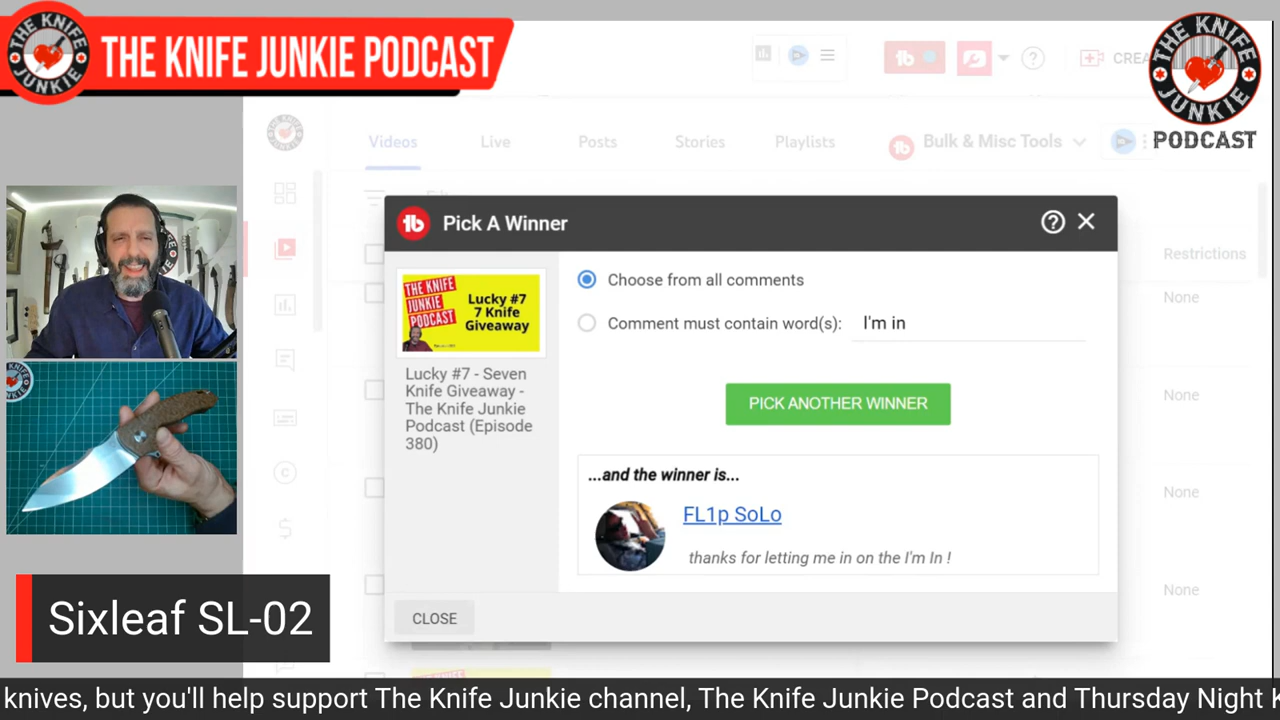 THE KNIFE JUNKIE
THE KNIFE JUNKIE PODCAST
THE KNIFE JUNKIE
PODCAST
CREA
Videos
Live
Posts
Stories
Playlists
Bulk & Misc Tools
Restrictions
None
None
None
None
Pick A Winner
THE KNIFE
JUNKIE
PODCAST
Lucky #7
7 Knife
Giveaway
Lucky #7 - Seven
Knife Giveaway -
The Knife Junkie
Podcast (Episode
380)
Choose from all comments
Comment must contain word(s): I'm in
PICK ANOTHER WINNER
...and the winner is...
FL1p SoLo
thanks for letting me in on the I'm In !
CLOSE
Sixleaf SL-02
knives, but you'll help support The Knife Junkie channel, The Knife Junkie Podcast and Thursday Night K